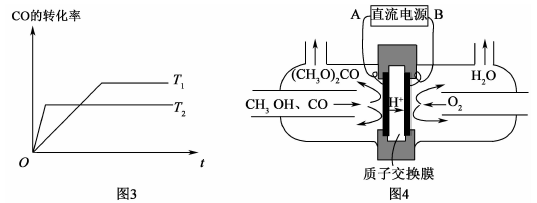 CO的转化率
T₁
T₂
O
t
图3
A 直流电源 B
(CH₃O)₂CO
H₂O
CH₃OH、CO
H⁺
O₂
质子交换膜
图4